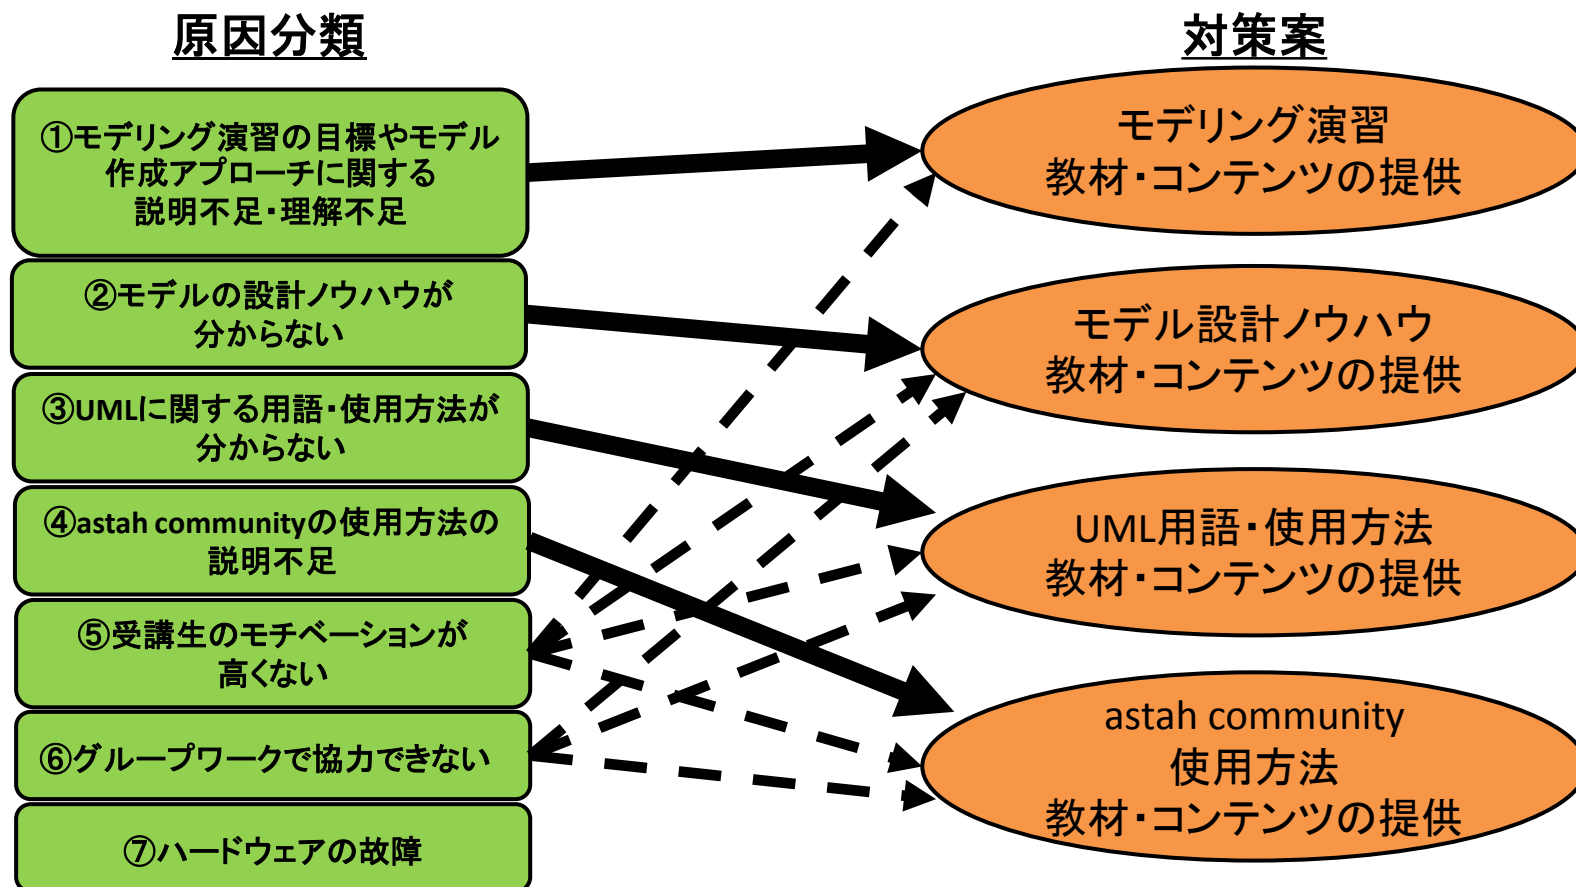 原因分類
①モデリング演習の目標やモデル
作成アプローチに関する
説明不足・理解不足
②モデルの設計ノウハウが
分からない
③UMLに関する用語・使用方法が
分からない
④astah communityの使用方法の
説明不足
⑤受講生のモチベーションが
高くない
⑥グループワークで協力できない
⑦ハードウェアの故障
対策案
モデリング演習
教材・コンテンツの提供
モデル設計ノウハウ
教材・コンテンツの提供
UML用語・使用方法
教材・コンテンツの提供
astah community
使用方法
教材・コンテンツの提供